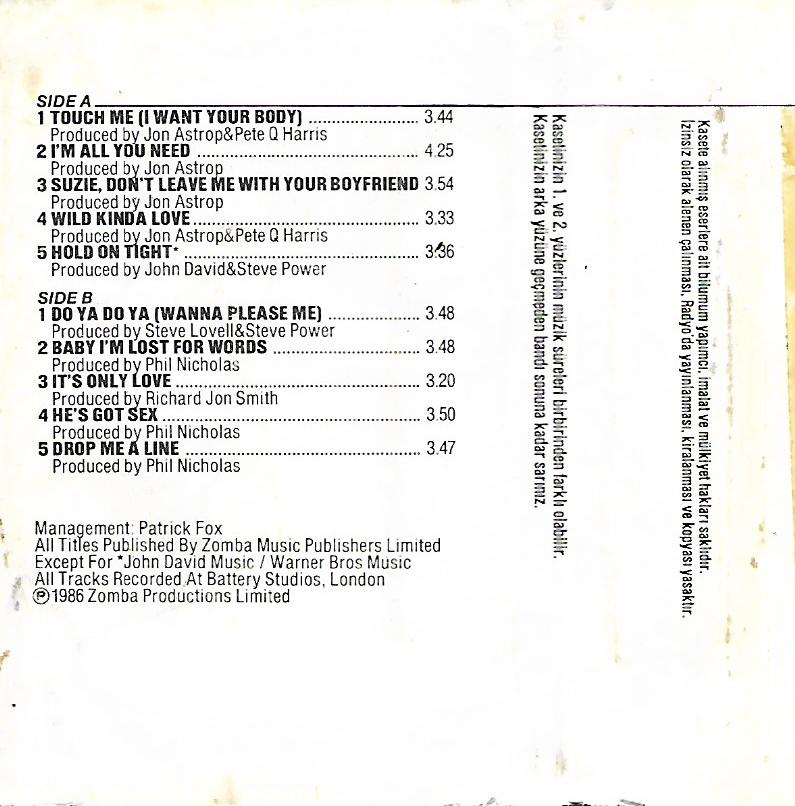 SIDE A
1 TOUCH ME (I WANT YOUR BODY) ....................... 3.44
Produced by Jon Astrop&Pete Q Harris
2 I'M ALL YOU NEED .............................................. 4.25
Produced by Jon Astrop
3 SUZIE, DON'T LEAVE ME WITH YOUR BOYFRIEND 3.54
Produced by Jon Astrop
4 WILD KINDA LOVE ............................................... 3.33
Produced by Jon Astrop&Pete Q Harris
5 HOLD ON TIGHT* ................................................. 3.36
Produced by John David&Steve Power
SIDE B
1 DO YA DO YA (WANNA PLEASE ME) ................... 3.48
Produced by Steve Lovell&Steve Power
2 BABY I'M LOST FOR WORDS ............................... 3.48
Produced by Phil Nicholas
3 IT'S ONLY LOVE ................................................... 3.20
Produced by Richard Jon Smith
4 HE'S GOT SEX ...................................................... 3.50
Produced by Phil Nicholas
5 DROP ME A LINE ................................................. 3.47
Produced by Phil Nicholas
Management: Patrick Fox
All Titles Published By Zomba Music Publishers Limited
Except For *John David Music / Warner Bros Music
All Tracks Recorded At Battery Studios, London
℗1986 Zomba Productions Limited
Kasetinizin 1. ve 2. yüzlerinin müzik süreleri birbirinden farklı olabilir.
Kasetinizin arka yüzüne geçmeden bandı sonuna kadar sarınız.
Kasete alınmış eserlere ait bilumum yapımcı, imalat ve mülkiyet hakları saklıdır.
İzinsiz olarak alenen çalınması, Radyo'da yayınlanması, kiralanması ve kopyası yasaktır.